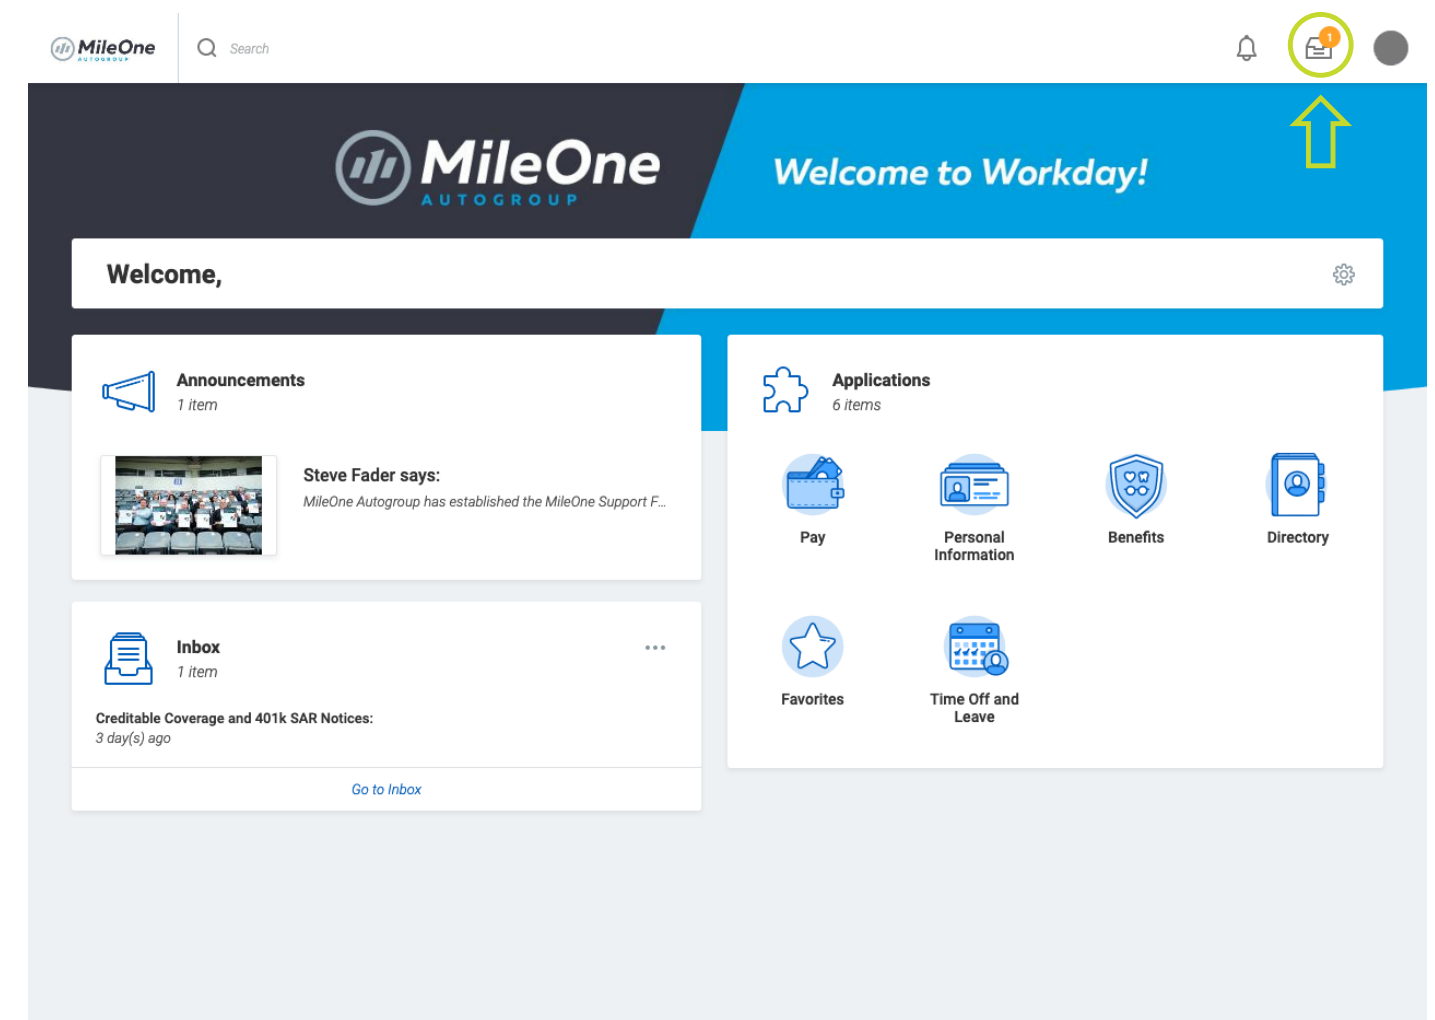 MileOne
AUTOGROUP
Search
1
MileOne
AUTOGROUP
Welcome to Workday!
Welcome,
Announcements
1 item
Steve Fader says:
MileOne Autogroup has established the MileOne Support F...
Inbox
1 item
Creditable Coverage and 401k SAR Notices:
3 day(s) ago
Go to Inbox
Applications
6 items
Pay
Personal
Information
Benefits
Directory
Favorites
Time Off and
Leave